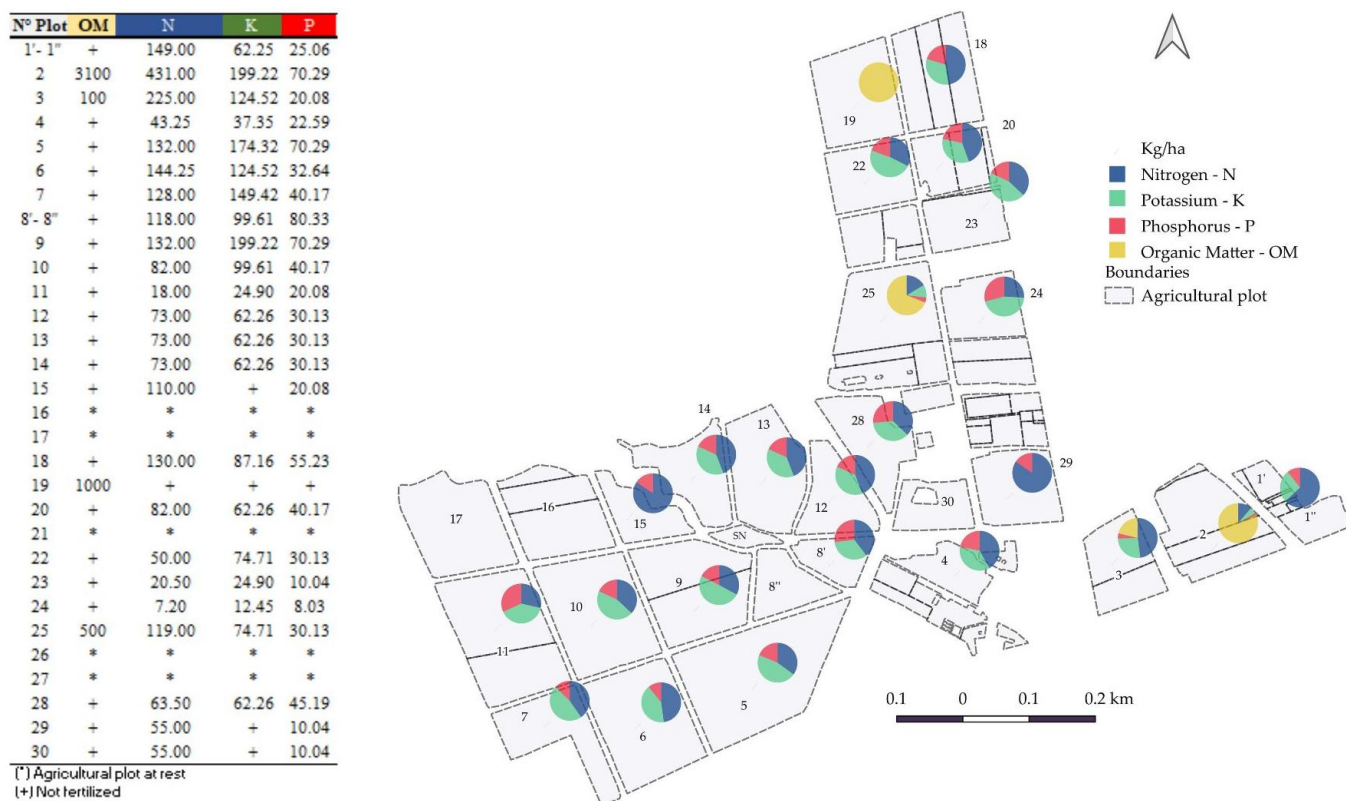 N° Plot OM N K P
1'- 1" + 149.00 62.25 25.06
2 3100 431.00 199.22 70.29
3 100 225.00 124.52 20.08
4 + 43.25 37.35 22.59
5 + 132.00 174.32 70.29
6 + 144.25 124.52 32.64
7 + 128.00 149.42 40.17
8'- 8" + 118.00 99.61 80.33
9 + 132.00 199.22 70.29
10 + 82.00 99.61 40.17
11 + 18.00 24.90 20.08
12 + 73.00 62.26 30.13
13 + 73.00 62.26 30.13
14 + 73.00 62.26 30.13
15 + 110.00 + 20.08
16 * * * *
17 * * * *
18 + 130.00 87.16 55.23
19 1000 + + +
20 + 82.00 62.26 40.17
21 * * * *
22 + 50.00 74.71 30.13
23 + 20.50 24.90 10.04
24 + 7.20 12.45 8.03
25 500 119.00 74.71 30.13
26 * * * *
27 * * * *
28 + 63.50 62.26 45.19
29 + 55.00 + 10.04
30 + 55.00 + 10.04
(*) Agricultural plot at rest
(+) Not fertilized
18
19
20
22
23
25
24
14
13
28
29
17
16
15
12
30
SN
8'
4
1'
1"
2
3
9
8"
10
11
7
6
5
Kg/ha
Nitrogen - N
Potassium - K
Phosphorus - P
Organic Matter - OM
Boundaries
Agricultural plot
0.1 0 0.1 0.2 km